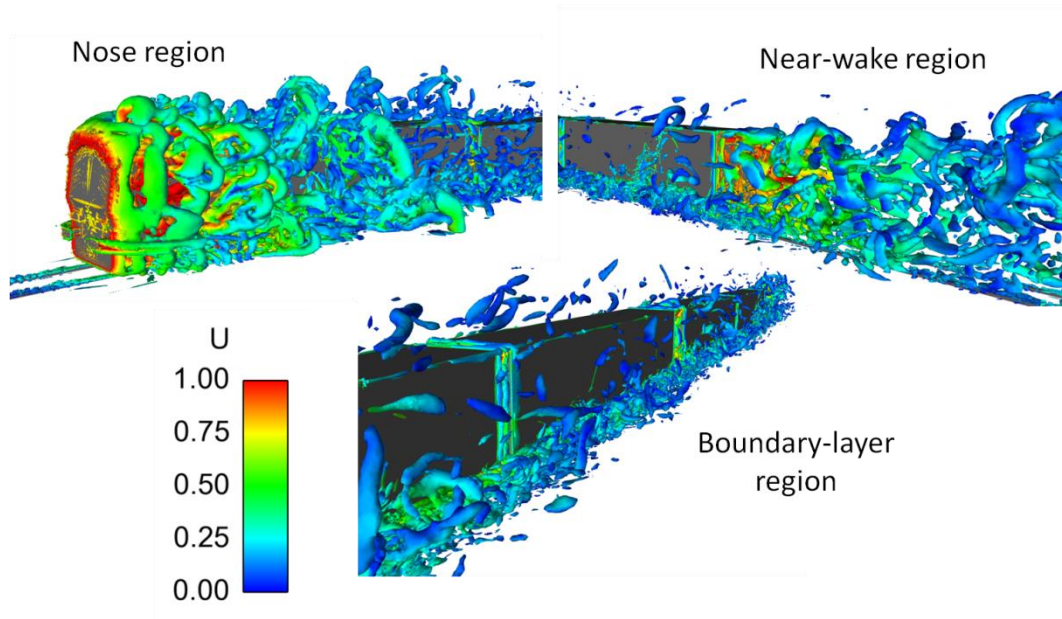 Nose region
Near-wake region
U
1.00
0.75
0.50
0.25
0.00
Boundary-layer
region